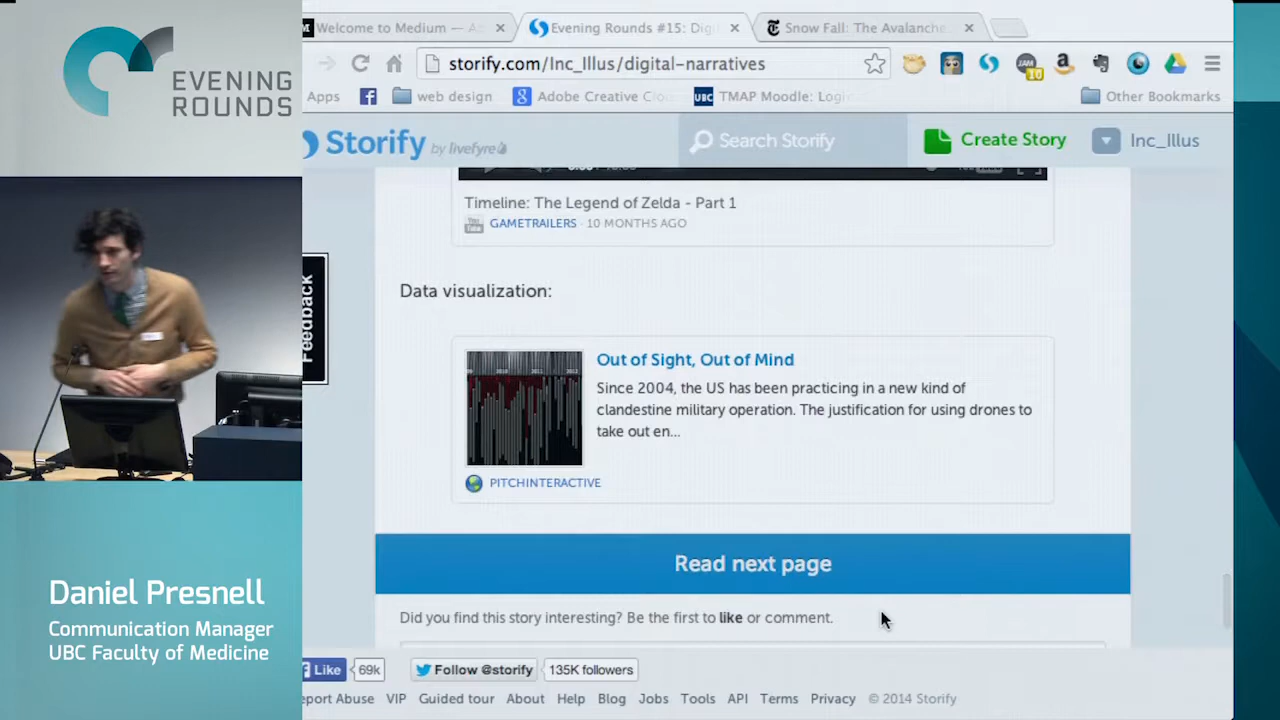 EVENING
ROUNDS
Daniel Presnell
Communication Manager
UBC Faculty of Medicine
Welcome to Medium — A
Evening Rounds #15: Digi
Snow Fall: The Avalanche
storify.com/Inc_Illus/digital-narratives
10
Apps
web design
Adobe Creative Clo
UBC
TMAP Moodle: Logi
Other Bookmarks
Storify by livefyre
Search Storify
Create Story
Inc_Illus
Timeline: The Legend of Zelda - Part 1
GAMETRAILERS · 10 MONTHS AGO
Feedback
Data visualization:
Out of Sight, Out of Mind
Since 2004, the US has been practicing in a new kind of
clandestine military operation. The justification for using drones to
take out en...
PITCHINTERACTIVE
Read next page
Did you find this story interesting? Be the first to like or comment.
Like 69k
Follow @storify 135K followers
eport Abuse VIP Guided tour About Help Blog Jobs Tools API Terms Privacy © 2014 Storify